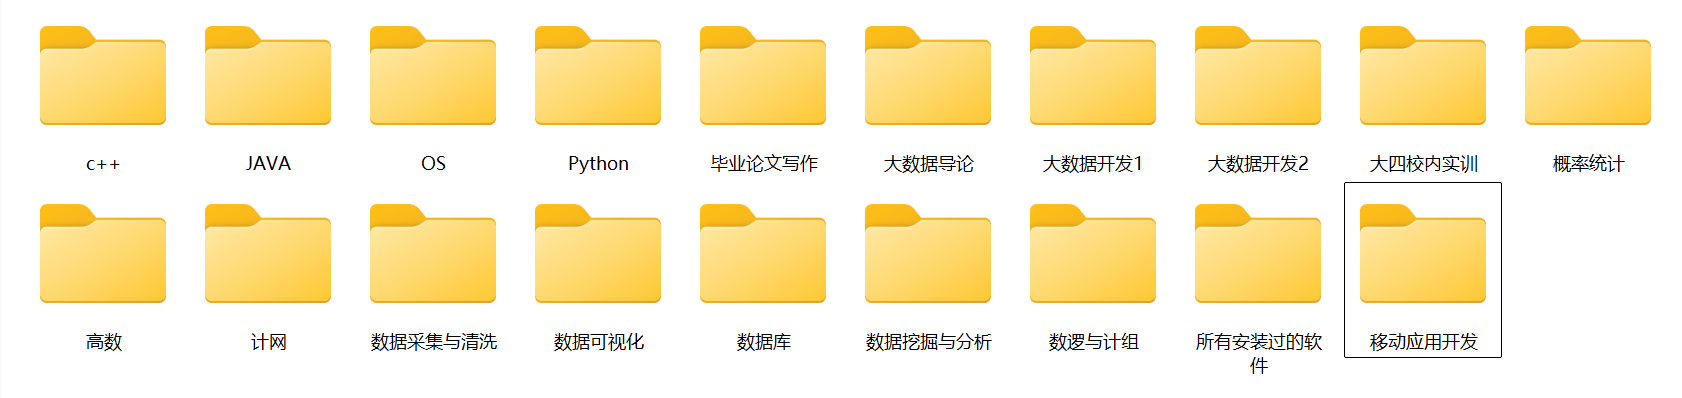 c++
JAVA
OS
Python
毕业论文写作
大数据导论
大数据开发1
大数据开发2
大四校内实训
概率统计
高数
计网
数据采集与清洗
数据可视化
数据库
数据挖掘与分析
数逻与计组
所有安装过的软
件
移动应用开发